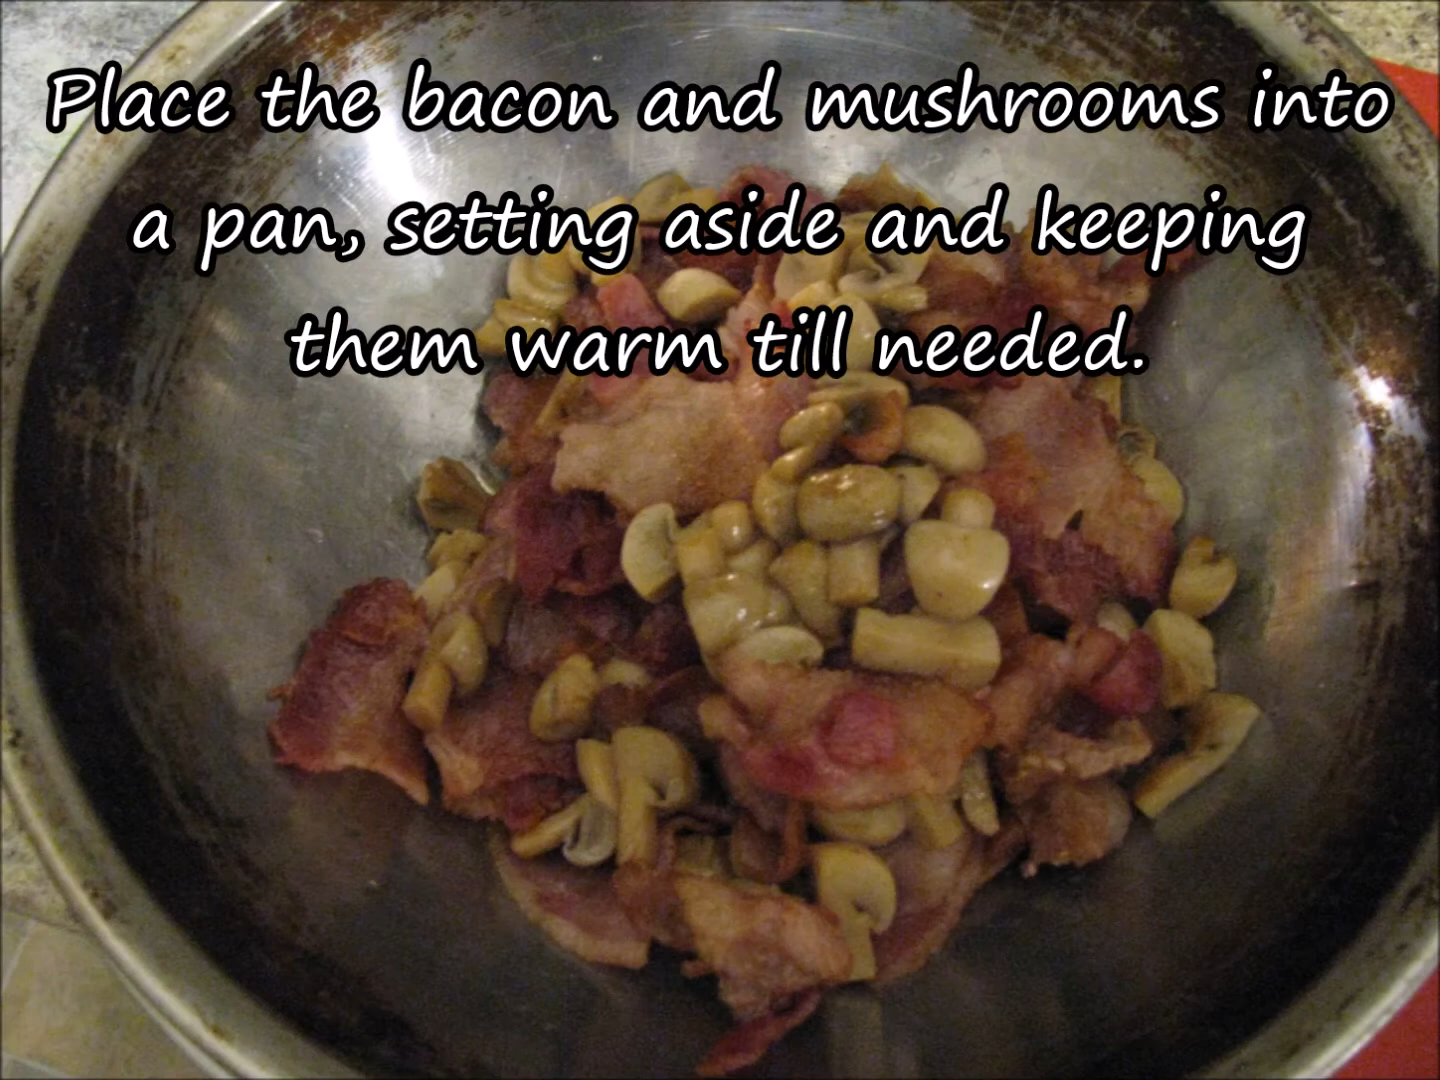 Place the bacon and mushrooms into
a pan, setting aside and keeping
them warm till needed.